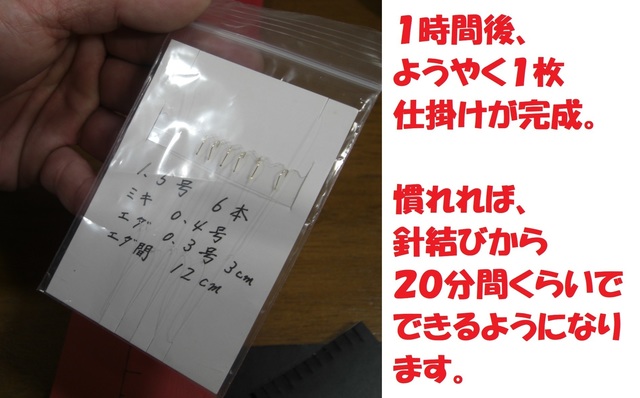 1.5号 6本
ミキ 0.4号
エダ 0.3号 3cm
エダ間 12cm
１時間後、
ようやく１枚
仕掛けが完成。
慣れれば、
針結びから
２０分間くらいで
できるようになり
ます。